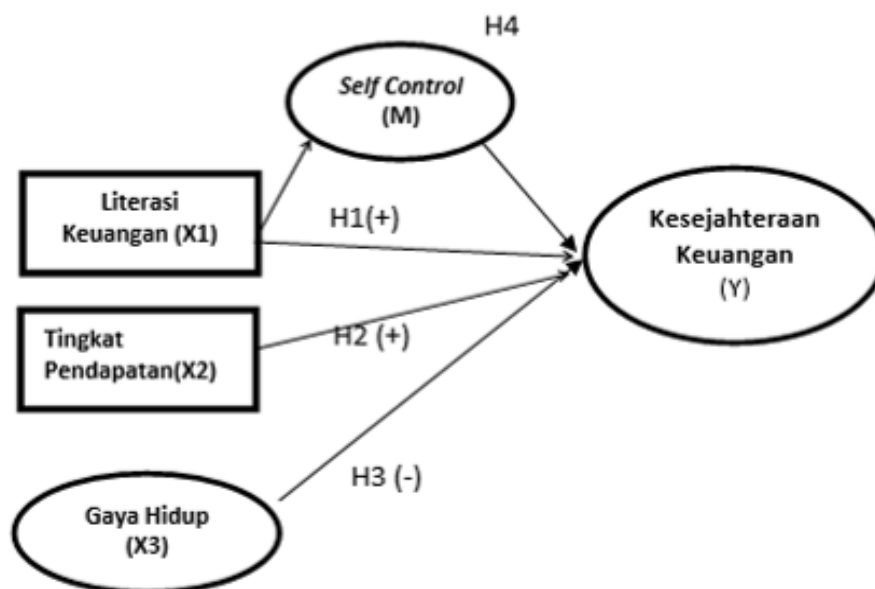 H4
Self Control
(M)
Literasi
Keuangan (X1)
H1(+)
Kesejahteraan
Keuangan
(Y)
Tingkat
Pendapatan(X2)
H2 (+)
H3 (-)
Gaya Hidup
(X3)